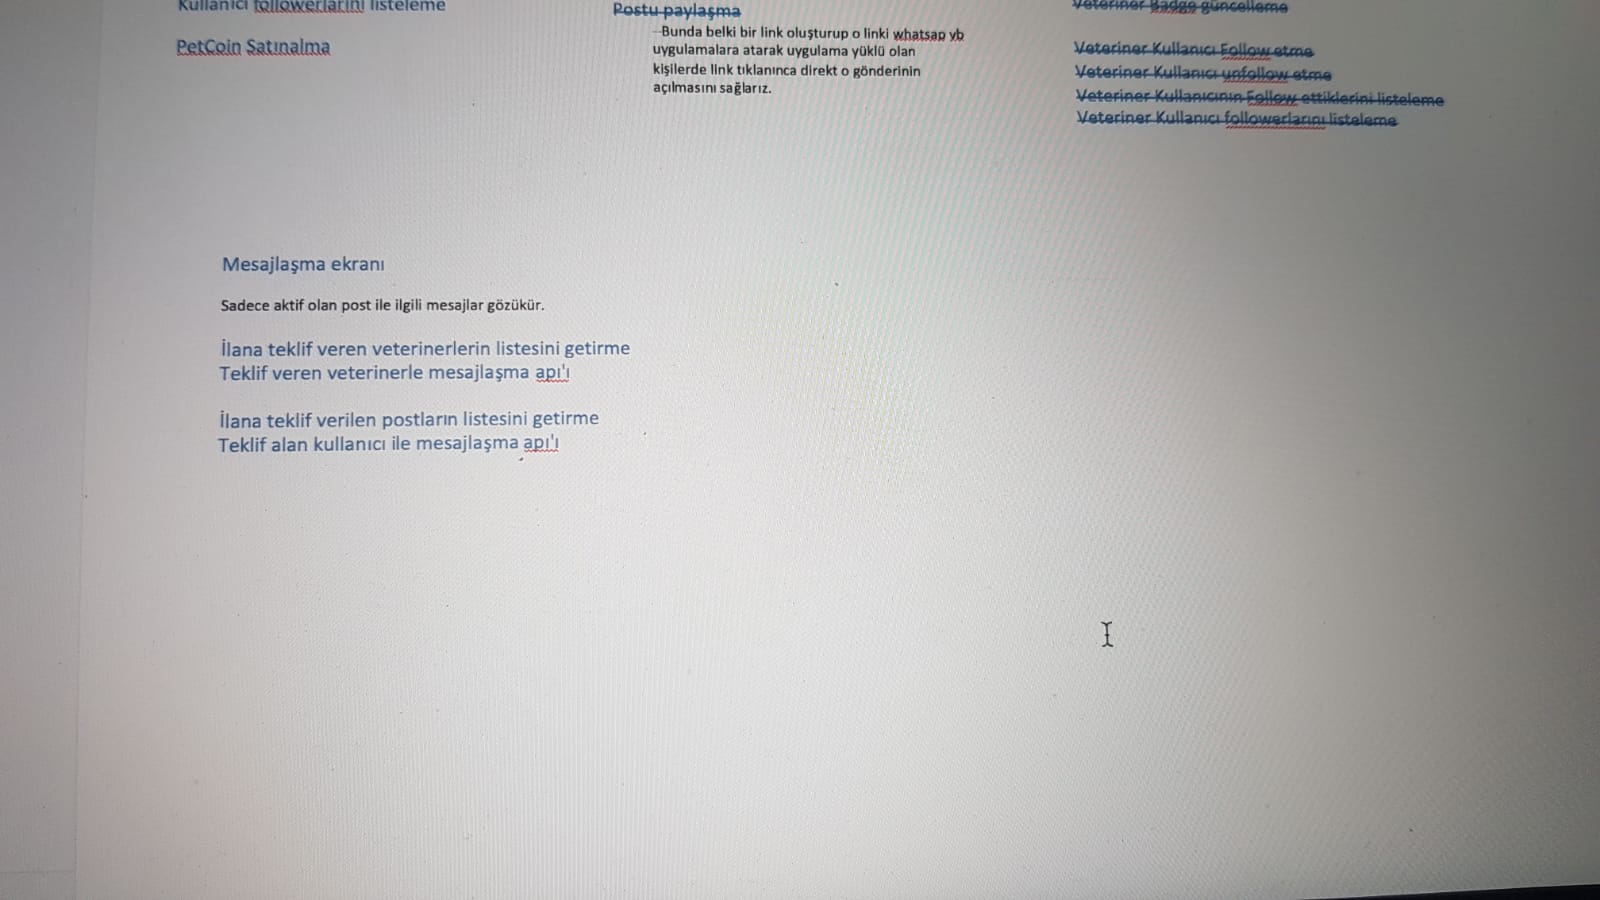 Kullanıcı followerlarını listeleme
PetCoin Satınalma
Postu paylaşma
Bunda belki bir link oluşturup o linki whatsap vb
uygulamalara atarak uygulama yüklü olan
kişilerde link tıklanınca direkt o gönderinin
açılmasını sağlarız.
Veteriner Badge güncelleme
Veteriner Kullanıcı Follow etme
Veteriner Kullanıcı unfollow etme
Veteriner Kullanıcının Follow ettiklerini listeleme
Veteriner Kullanıcı followerlarını listeleme
Mesajlaşma ekranı
Sadece aktif olan post ile ilgili mesajlar gözükür.
İlana teklif veren veterinerlerin listesini getirme
Teklif veren veterinerle mesajlaşma apı'ı
İlana teklif verilen postların listesini getirme
Teklif alan kullanıcı ile mesajlaşma apı'ı